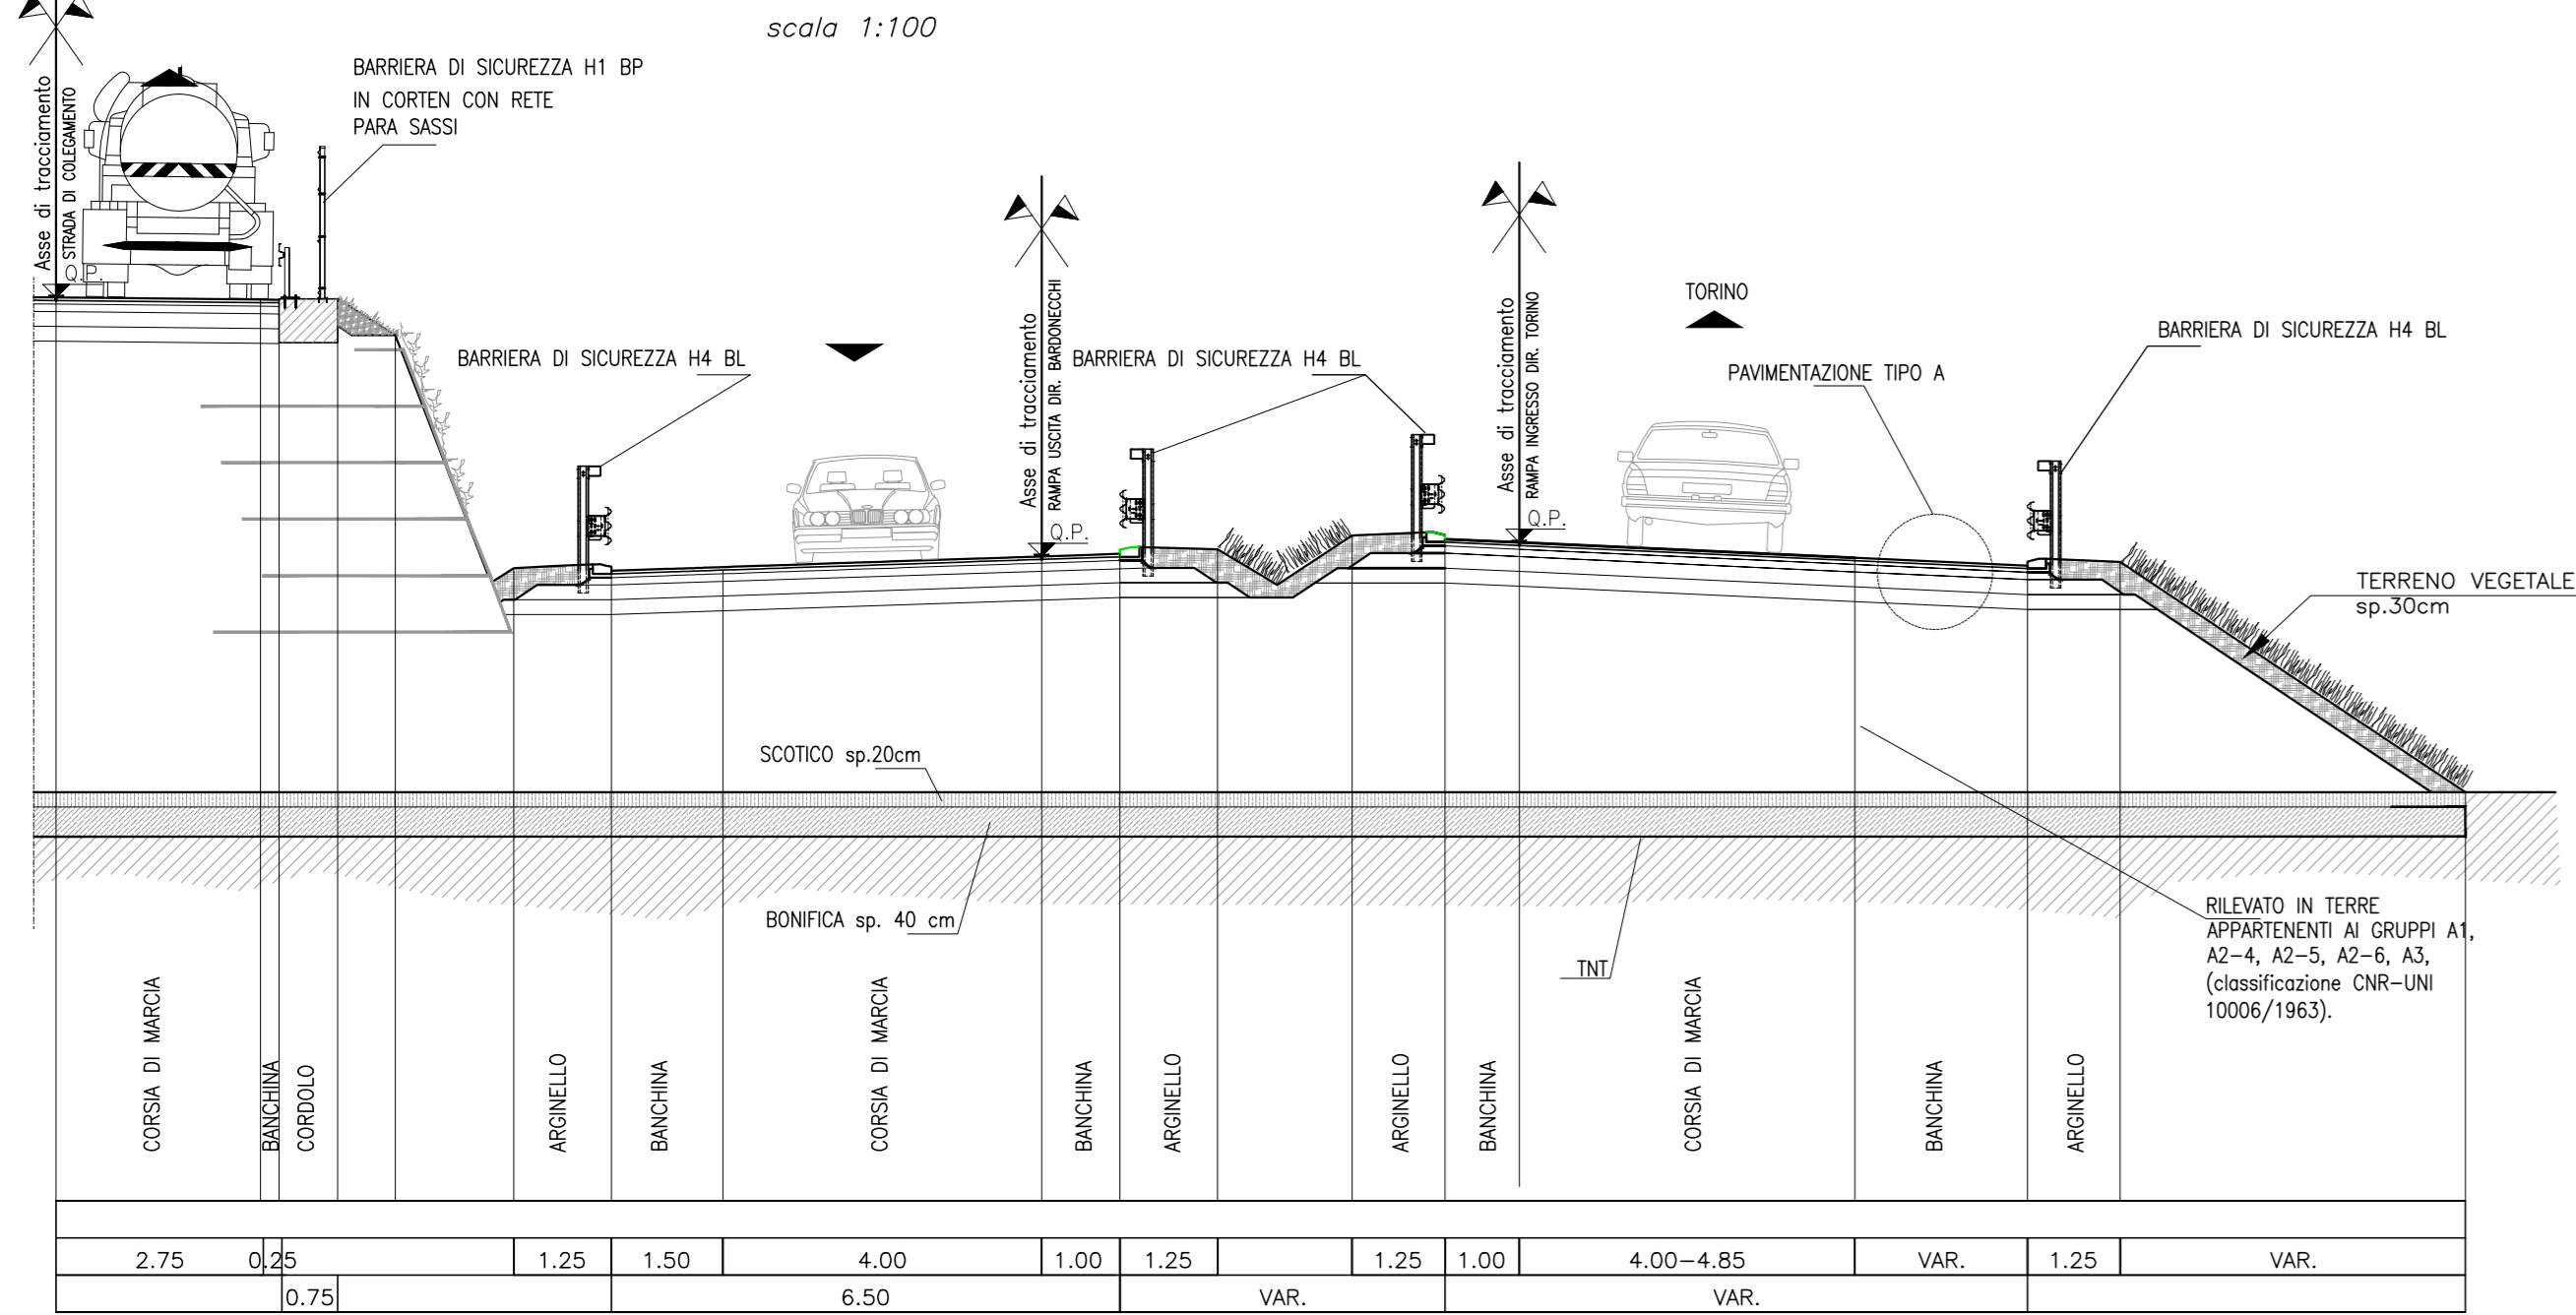 scala 1:100
BARRIERA DI SICUREZZA H1 BP
IN CORTEN CON RETE
PARA SASSI
Asse di tracciamento
STRADA DI COLEGAMENTO
Q.P.
BARRIERA DI SICUREZZA H4 BL
Asse di tracciamento
RAMPA USCITA DIR. BARDONECCHI
Q.P.
BARRIERA DI SICUREZZA H4 BL
Asse di tracciamento
RAMPA INGRESSO DIR. TORINO
Q.P.
TORINO
PAVIMENTAZIONE TIPO A
BARRIERA DI SICUREZZA H4 BL
TERRENO VEGETALE
sp.30cm
SCOTICO sp.20cm
BONIFICA sp. 40 cm
TNT
RILEVATO IN TERRE
APPARTENENTI AI GRUPPI A1,
A2-4, A2-5, A2-6, A3,
(classificazione CNR-UNI
10006/1963).
CORSIA DI MARCIA
BANCHINA
CORDOLO
ARGINELLO
BANCHINA
CORSIA DI MARCIA
BANCHINA
ARGINELLO
ARGINELLO
BANCHINA
CORSIA DI MARCIA
BANCHINA
ARGINELLO
2.75 0.25 1.25 1.50 4.00 1.00 1.25 1.25 1.00 4.00-4.85 VAR. 1.25 VAR.
0.75 6.50 VAR. VAR.